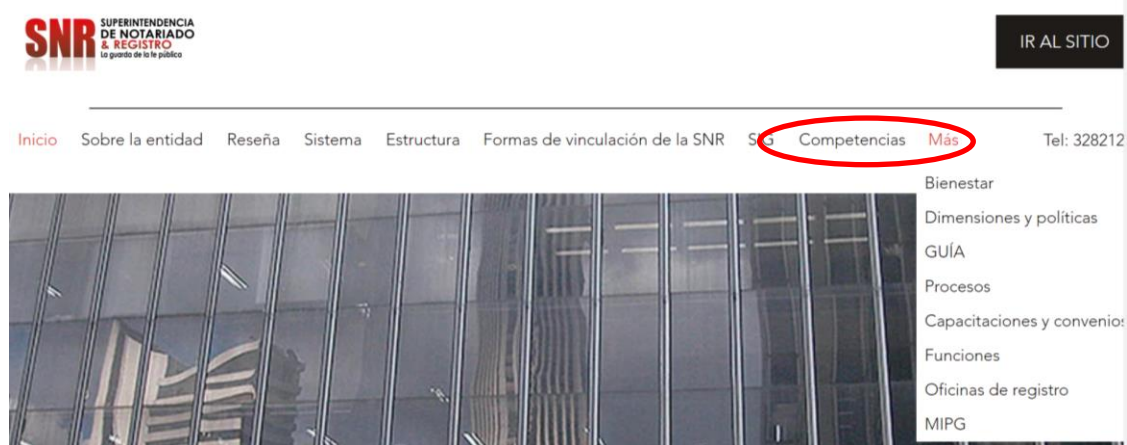 SNR
SUPERINTENDENCIA
DE NOTARIADO
& REGISTRO
La guarda de la fe pública
IR AL SITIO
Inicio Sobre la entidad Reseña Sistema Estructura Formas de vinculación de la SNR SIG Competencias Más Tel: 328212
Bienestar
Dimensiones y políticas
GUÍA
Procesos
Capacitaciones y convenios
Funciones
Oficinas de registro
MIPG